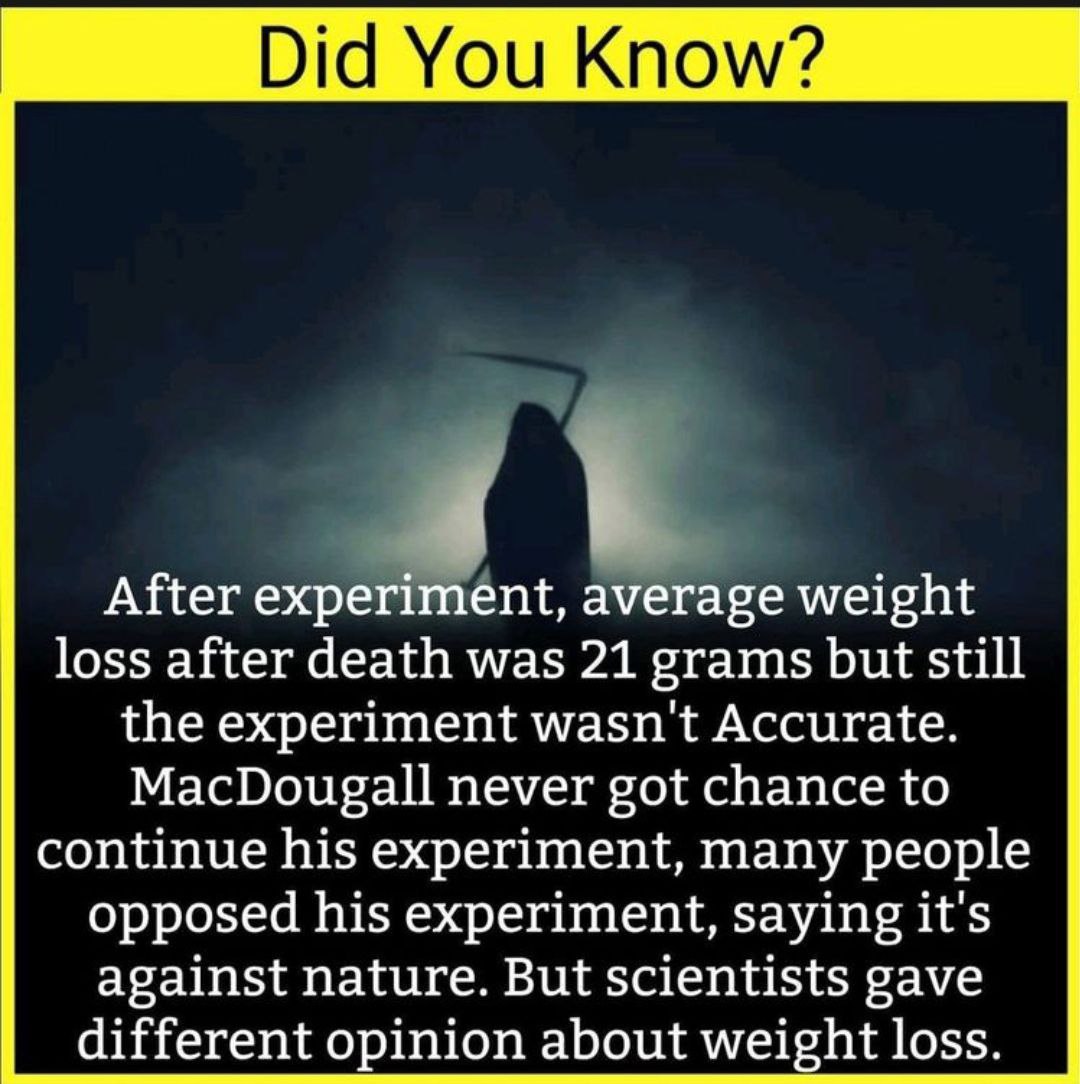 Did You Know?
After experiment, average weight
loss after death was 21 grams but still
the experiment wasn't Accurate.
MacDougall never got chance to
continue his experiment, many people
opposed his experiment, saying it's
against nature. But scientists gave
different opinion about weight loss.